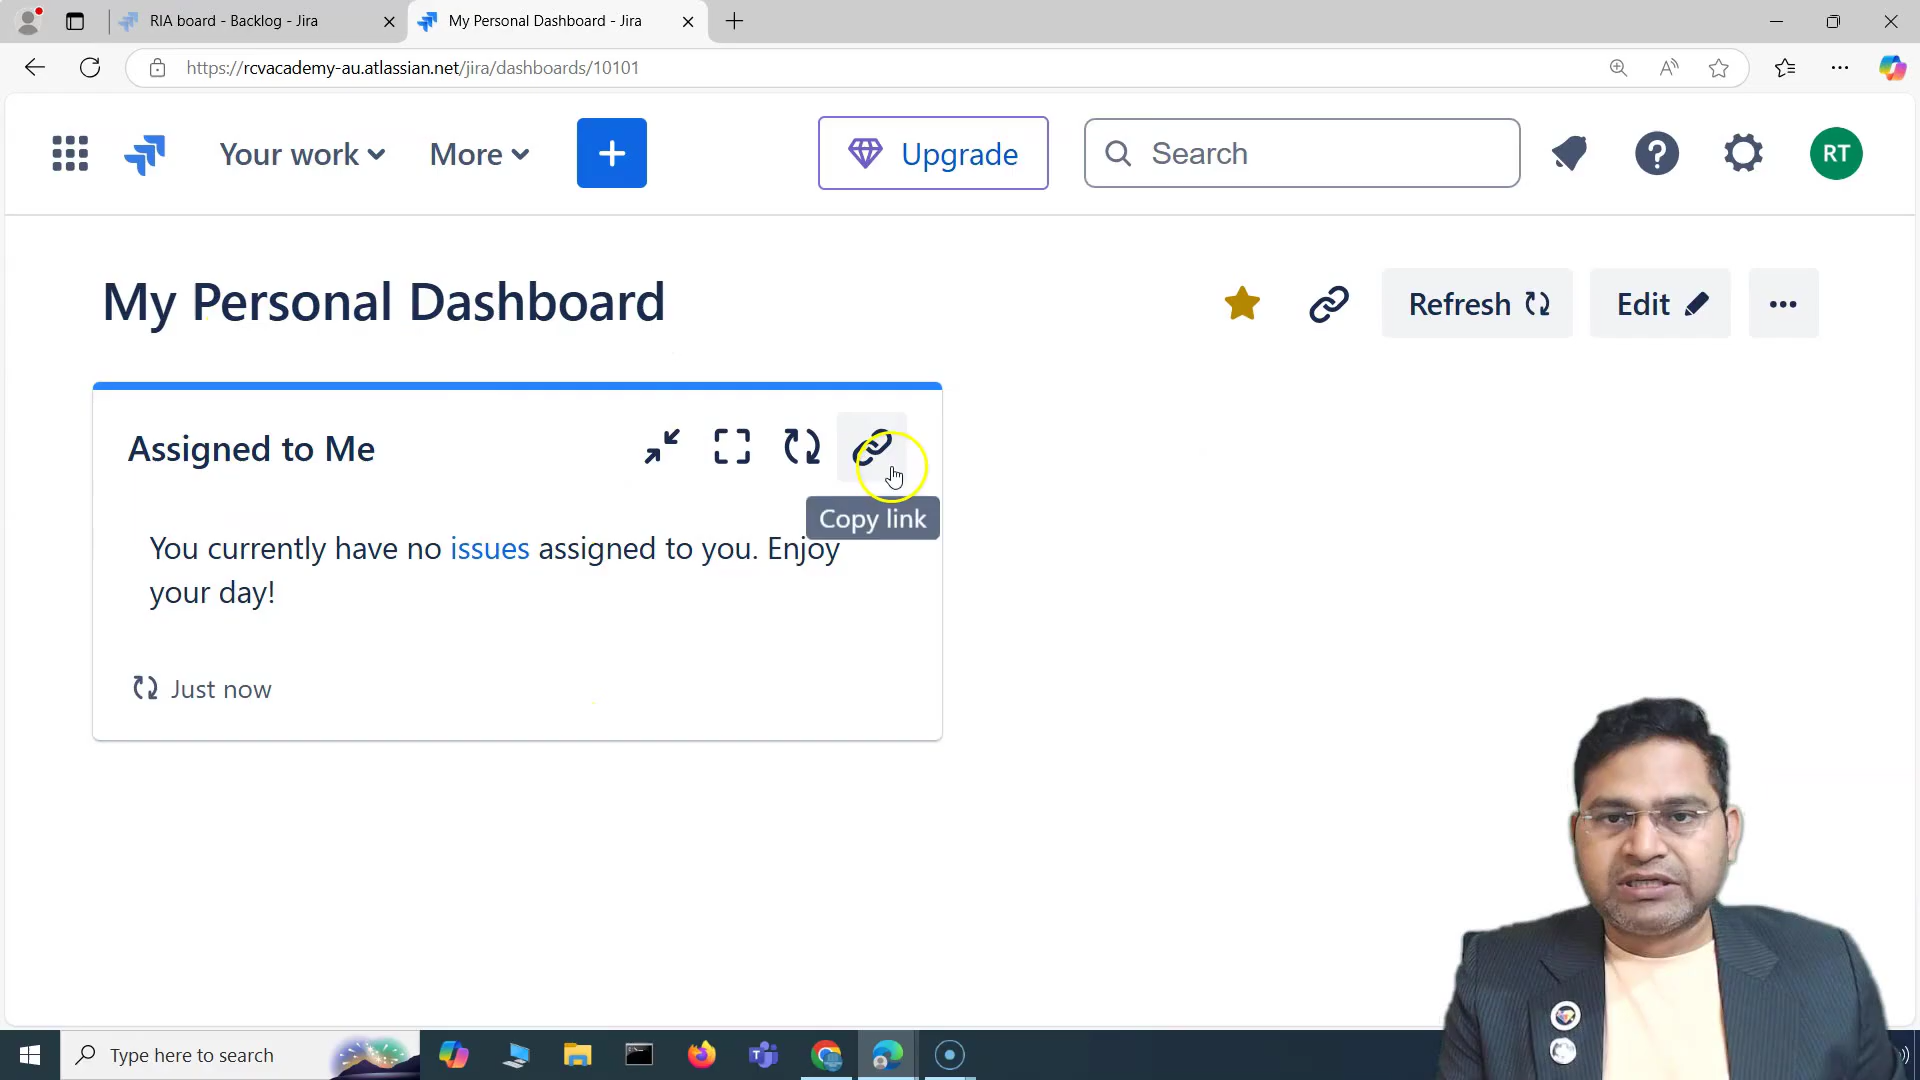 RIA board - Backlog - Jira
My Personal Dashboard - Jira
https://rcvacademy-au.atlassian.net/jira/dashboards/10101
Your work
More
Upgrade
Search
RT
My Personal Dashboard
Refresh
Edit
Assigned to Me
Copy link
You currently have no issues assigned to you. Enjoy
your day!
Just now
Type here to search